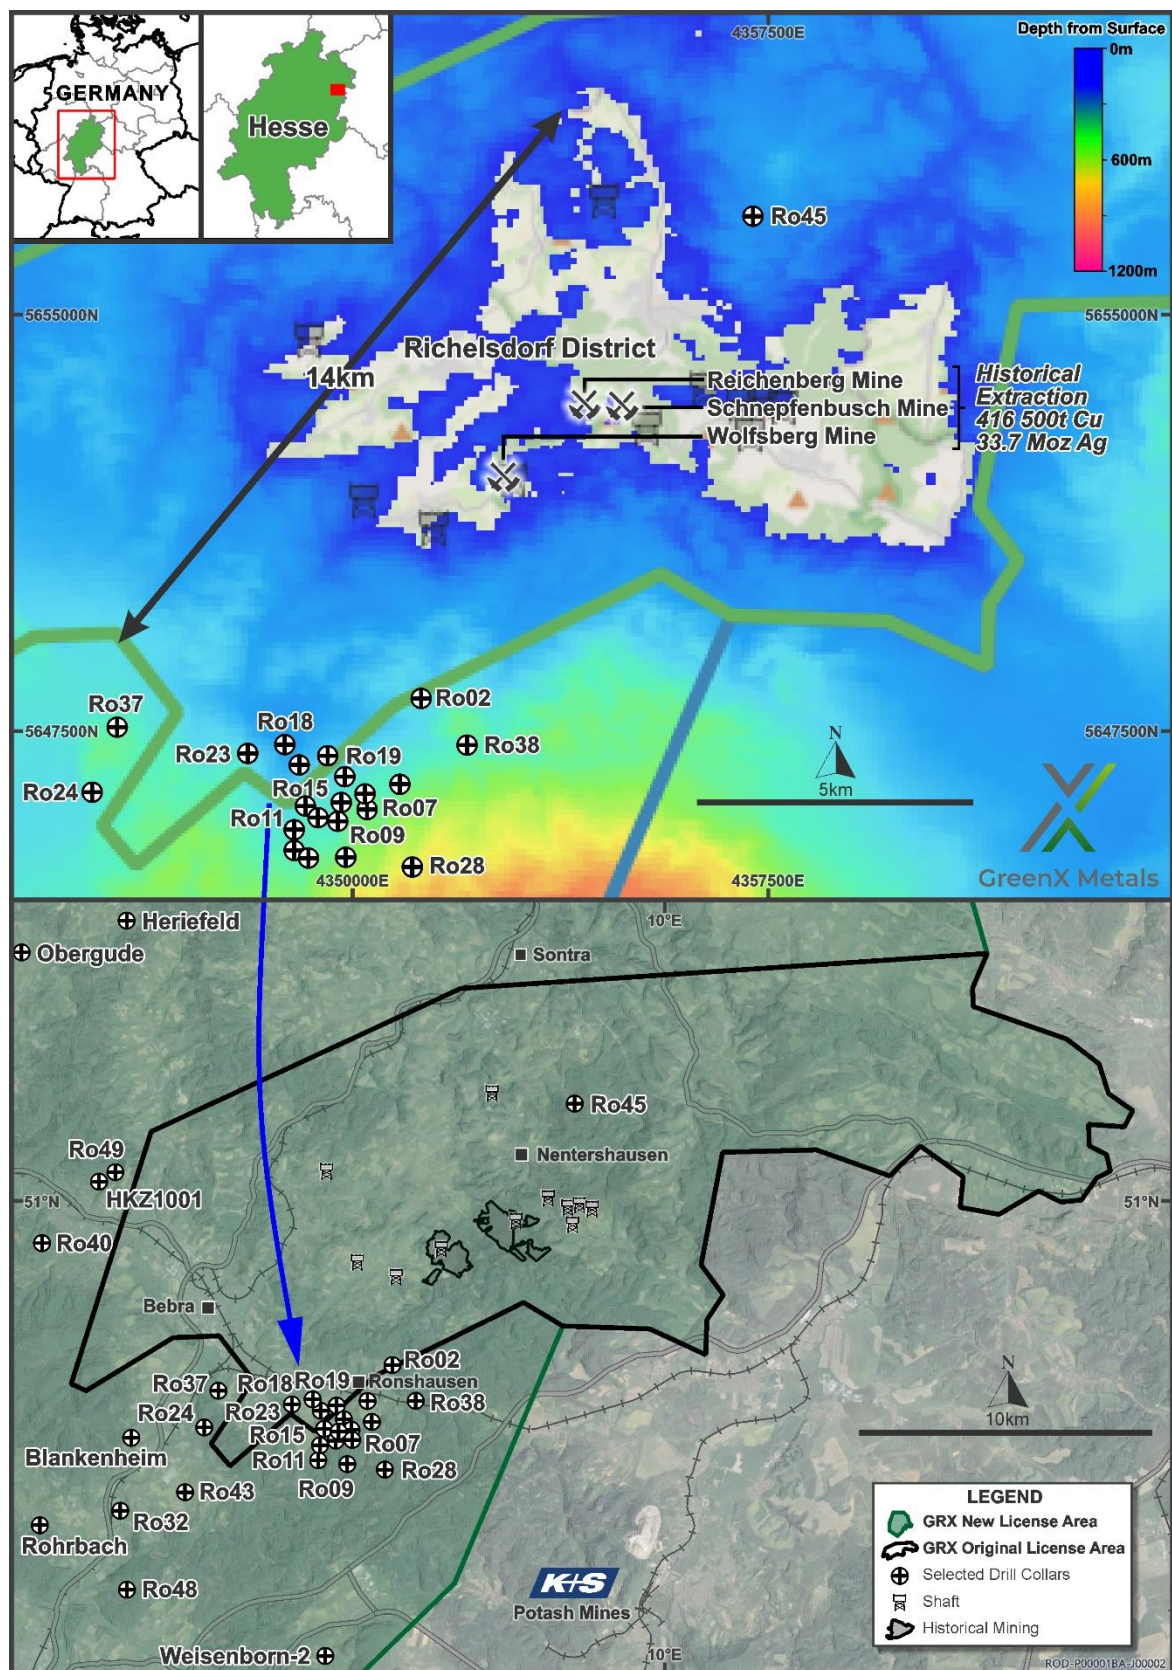 GERMANY
Hesse
4357500E
Depth from Surface
0m
600m
1200m
Ro45
5655000N
5655000N
Richelsdorf District
14km
Reichenberg Mine
Schnepfenbusch Mine
Wolfsberg Mine
Historical
Extraction
416 500t Cu
33.7 Moz Ag
Ro37
Ro02
5647500N
Ro18
Ro23
Ro19
Ro38
N
5km
5647500N
Ro24
Ro15
Ro07
Ro11
Ro09
Ro28
GreenX Metals
4350000E
4357500E
Heriefeld
10°E
Obergude
Sontra
Ro45
Ro49
Nentershausen
HKZ1001
51°N
51°N
Ro40
Bebra
Ro02
Ro37
Ro18
Ro19
Ronshausen
Ro38
N
10km
Ro23
Ro24
Ro15
Ro07
Blankenheim
Ro11
Ro28
Ro09
Ro43
Ro32
Rohrbach
Ro48
K+S
Potash Mines
Weisenborn-2
10°E
LEGEND
GRX New License Area
GRX Original License Area
Selected Drill Collars
Shaft
Historical Mining
ROD-P00001BA-J00002